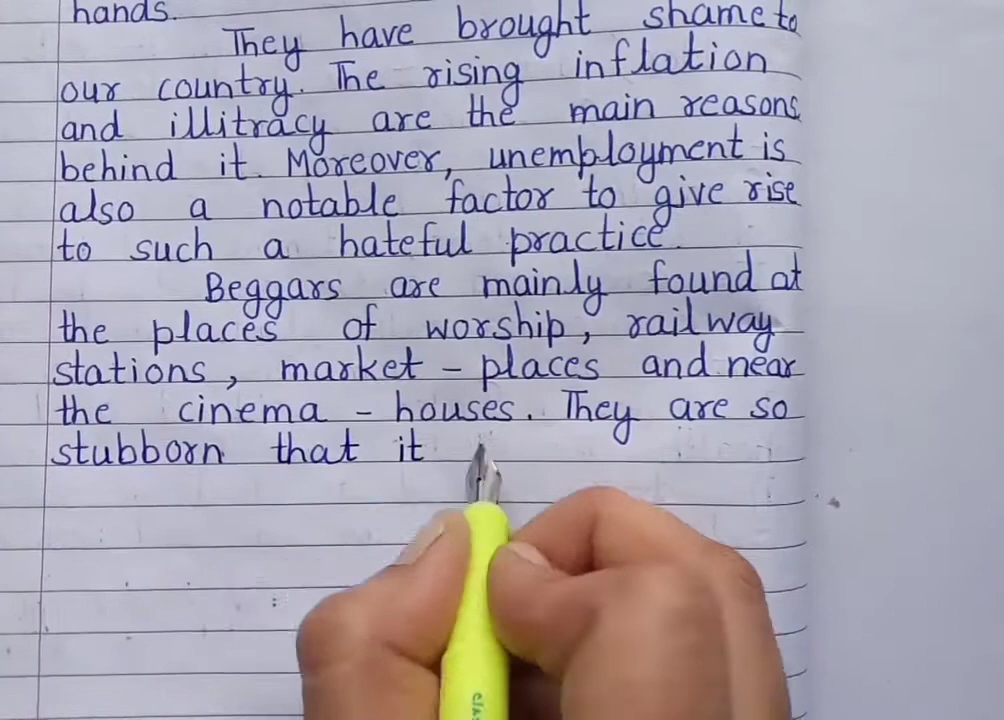 hands.
They have brought shame to
our country. The rising inflation
and illitracy are the main reasons
behind it. Moreover, unemployment is
also a notable factor to give rise
to such a hateful practice.
Beggars are mainly found at
the places of worship, railway
stations, market - places and near
the cinema - houses. They are so
stubborn that it